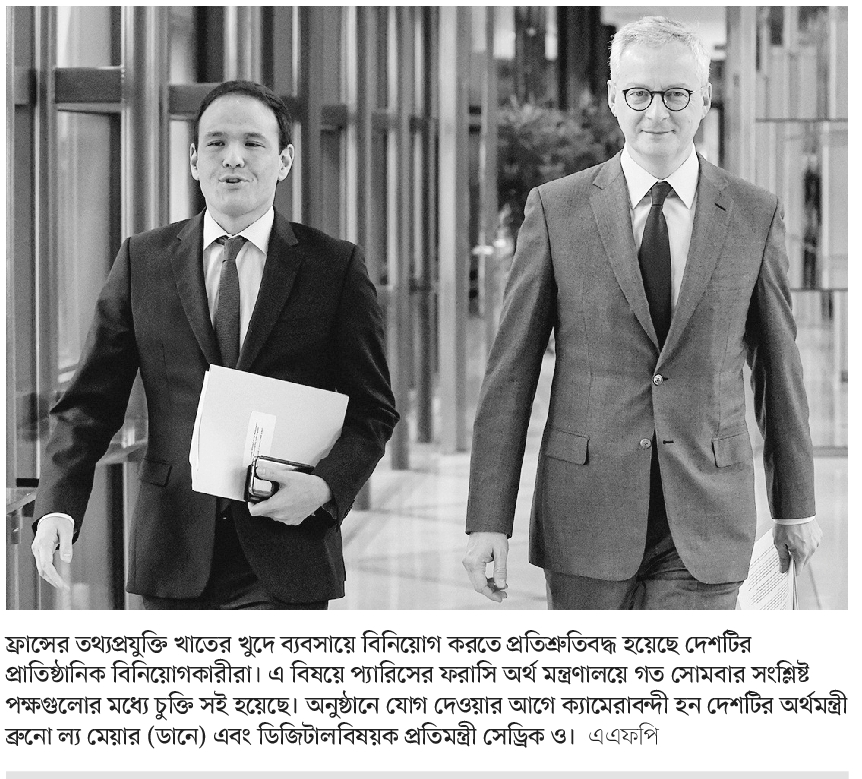 ফ্রান্সের তথ্যপ্রযুক্তি খাতের খুদে ব্যবসায়ে বিনিয়োগ করতে প্রতিশ্রুতিবদ্ধ হয়েছে দেশটির
প্রাতিষ্ঠানিক বিনিয়োগকারীরা। এ বিষয়ে প্যারিসের ফরাসি অর্থ মন্ত্রণালয়ে গত সোমবার সংশ্লিষ্ট
পক্ষগুলোর মধ্যে চুক্তি সই হয়েছে। অনুষ্ঠানে যোগ দেওয়ার আগে ক্যামেরাবন্দী হন দেশটির অর্থমন্ত্রী
ব্রুনো ল্য মেয়ার (ডানে) এবং ডিজিটালবিষয়ক প্রতিমন্ত্রী সেড্রিক ও। এএফপি